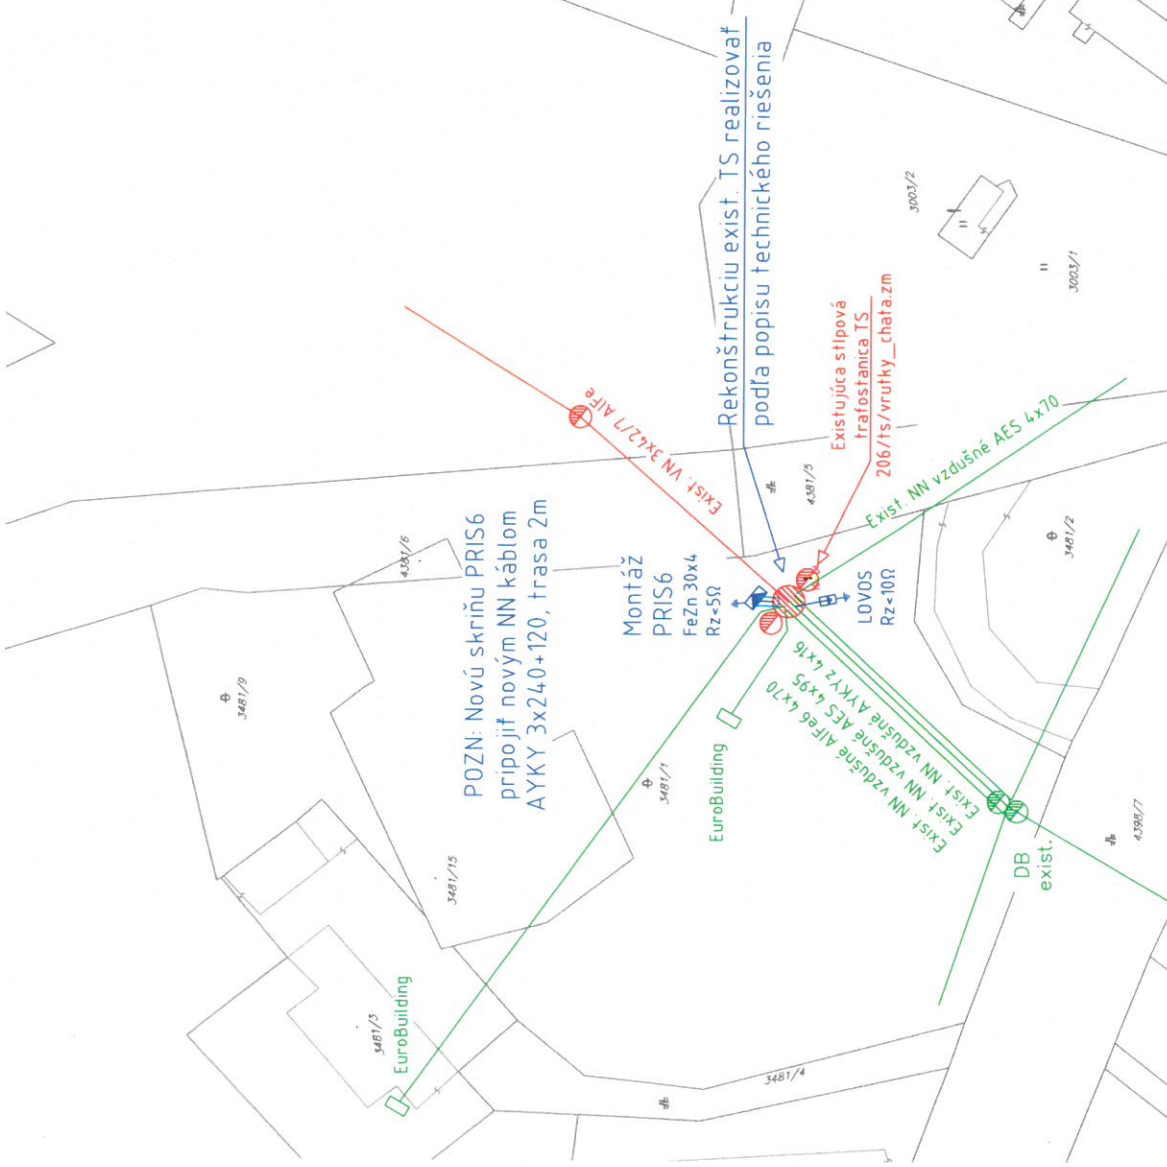 POZN: Novú skriňu PRIS6
pripojiť novým NN káblom
AYKY 3x240+120, trasa 2m
Montáž
PRIS6
FeZn 30x4
Rz<5Ω
Rekonštrukciu exist. TS realizovať
podľa popisu technického riešenia
Existujúca stĺpová
trafostanica TS
206/ts/vrutky_chata.zm
Exist. VN 3x42/7 AlFe
Exist. NN vzdušné AES 4x70
LOVOS
Rz<10Ω
Exist. NN vzdušné AlFe6 4x70
Exist. NN vzdušné AES 4x95
Exist. NN vzdušné AYKYz 4x16
EuroBuilding
EuroBuilding
DB
exist.
1
3481/9
4381/6
3481/1
3481/15
3481/3
3481/4
4381/5
3481/2
4398/7
3003/2
3003/1